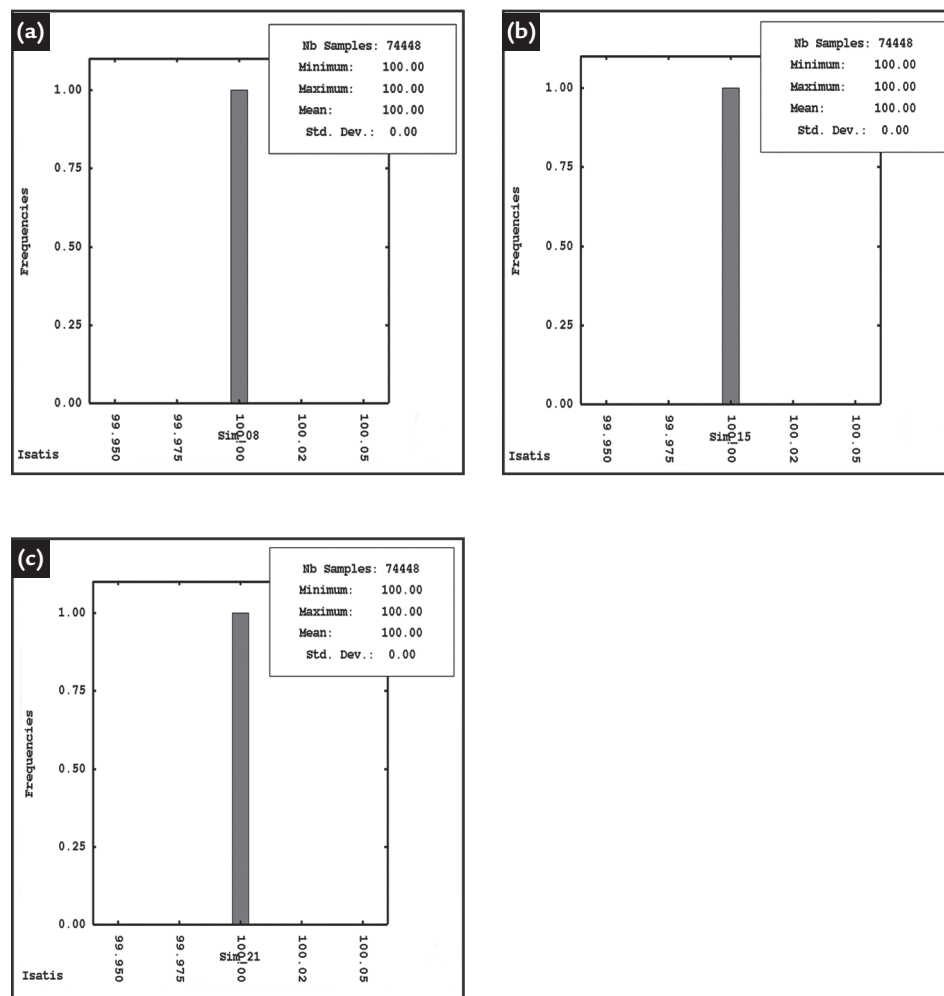 (a)
Nb Samples: 74448
Minimum: 100.00
Maximum: 100.00
Mean: 100.00
Std. Dev.: 0.00
Frequencies
1.00
0.75
0.50
0.25
0.00
99.950
99.975
100.00
100.02
100.05
Sim_08
Isatis
(b)
Nb Samples: 74448
Minimum: 100.00
Maximum: 100.00
Mean: 100.00
Std. Dev.: 0.00
Frequencies
1.00
0.75
0.50
0.25
0.00
99.950
99.975
100.00
100.02
100.05
Sim_15
Isatis
(c)
Nb Samples: 74448
Minimum: 100.00
Maximum: 100.00
Mean: 100.00
Std. Dev.: 0.00
Frequencies
1.00
0.75
0.50
0.25
0.00
99.950
99.975
100.00
100.02
100.05
Sim_21
Isatis